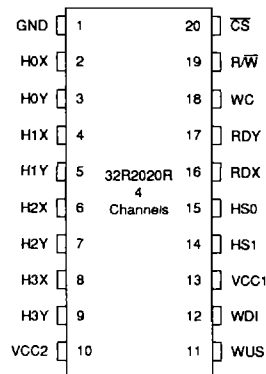 GND 1 20 C̅S̅
H0X 2 19 R/W̅
H0Y 3 18 WC
H1X 4 17 RDY
H1Y 5 16 RDX
32R2020R
4
Channels
H2X 6 15 HS0
H2Y 7 14 HS1
H3X 8 13 VCC1
H3Y 9 12 WDI
VCC2 10 11 WUS